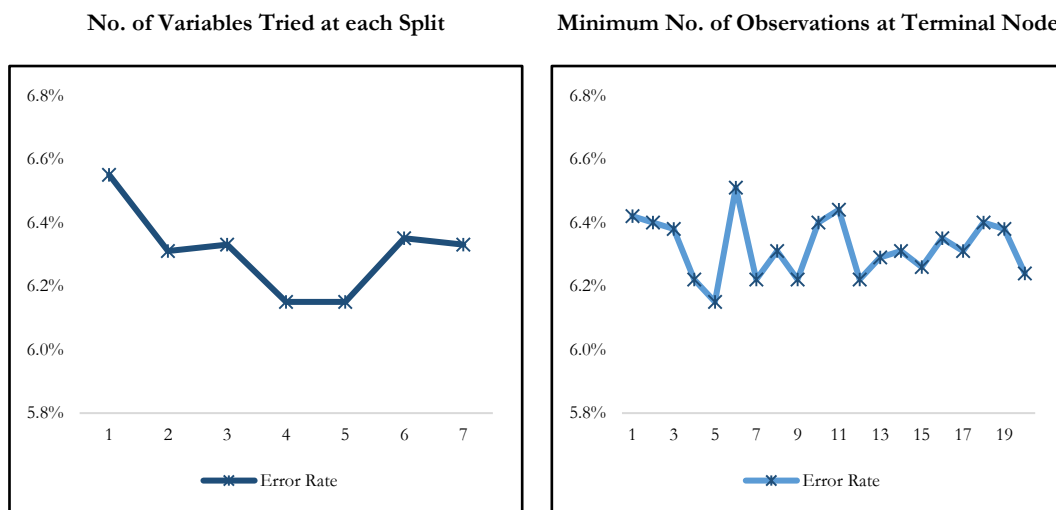 No. of Variables Tried at each Split
6.8%
6.6%
6.4%
6.2%
6.0%
5.8%
1 2 3 4 5 6 7
Error Rate
Minimum No. of Observations at Terminal Node
6.8%
6.6%
6.4%
6.2%
6.0%
5.8%
1 3 5 7 9 11 13 15 17 19
Error Rate